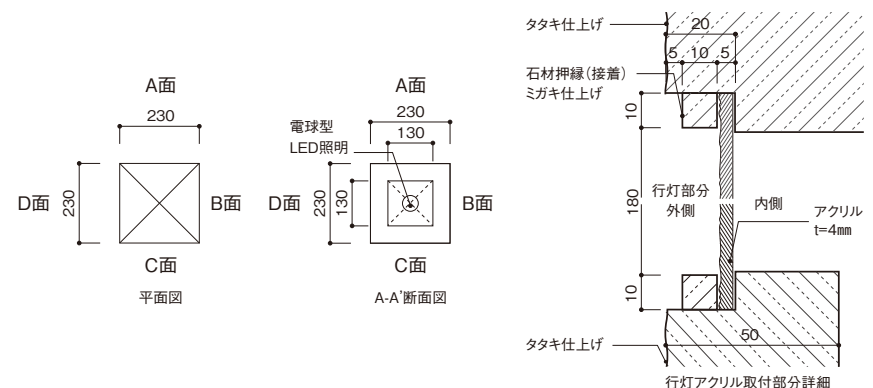 A面
230
D面
230
B面
C面
平面図
A面
230
130
電球型
LED照明
D面
230
130
B面
C面
A-A'断面図
タタキ仕上げ
20
5
10
5
石材押縁(接着)
ミガキ仕上げ
10
180
行灯部分
外側
内側
アクリル
t=4㎜
10
50
タタキ仕上げ
行灯アクリル取付部分詳細